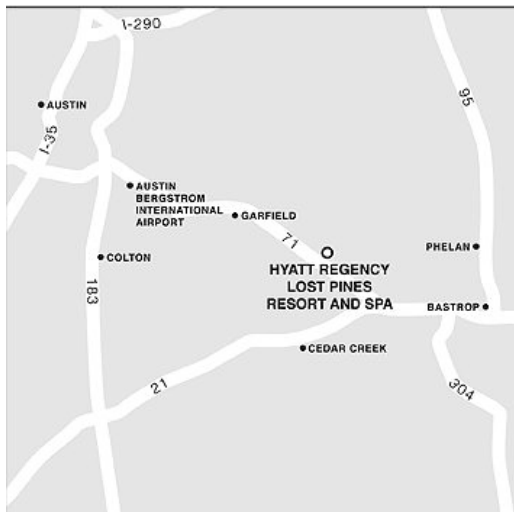 I-290
95
AUSTIN
I-35
AUSTIN
BERGSTROM
INTERNATIONAL
AIRPORT
GARFIELD
71
PHELAN
COLTON
HYATT REGENCY
LOST PINES
RESORT AND SPA
183
BASTROP
CEDAR CREEK
21
304